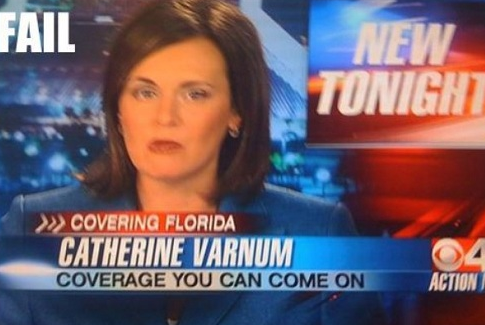 FAIL
NEW
TONIGHT
COVERING FLORIDA
CATHERINE VARNUM
COVERAGE YOU CAN COME ON
4
ACTION